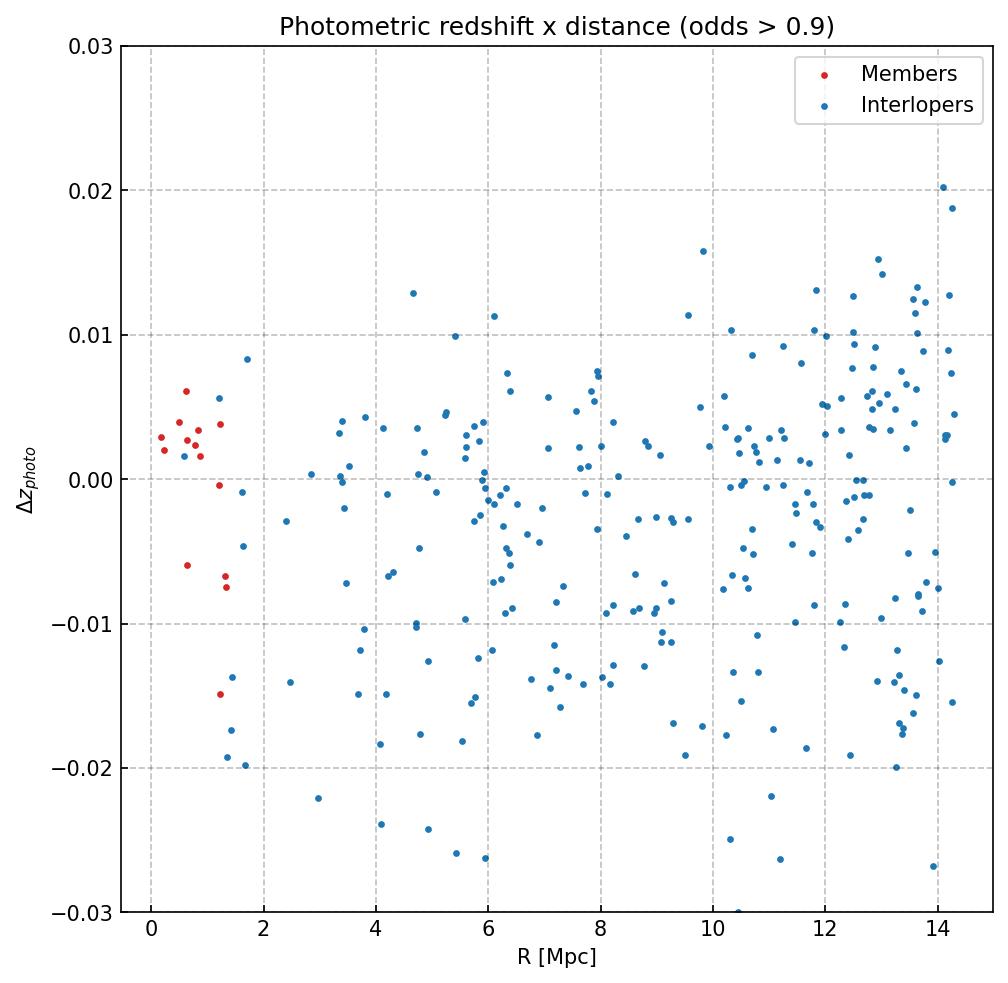 Photometric redshift x distance (odds > 0.9)
Members
Interlopers
0.03
0.02
0.01
0.00
−0.01
−0.02
−0.03
Δz_photo
0 2 4 6 8 10 12 14
R [Mpc]